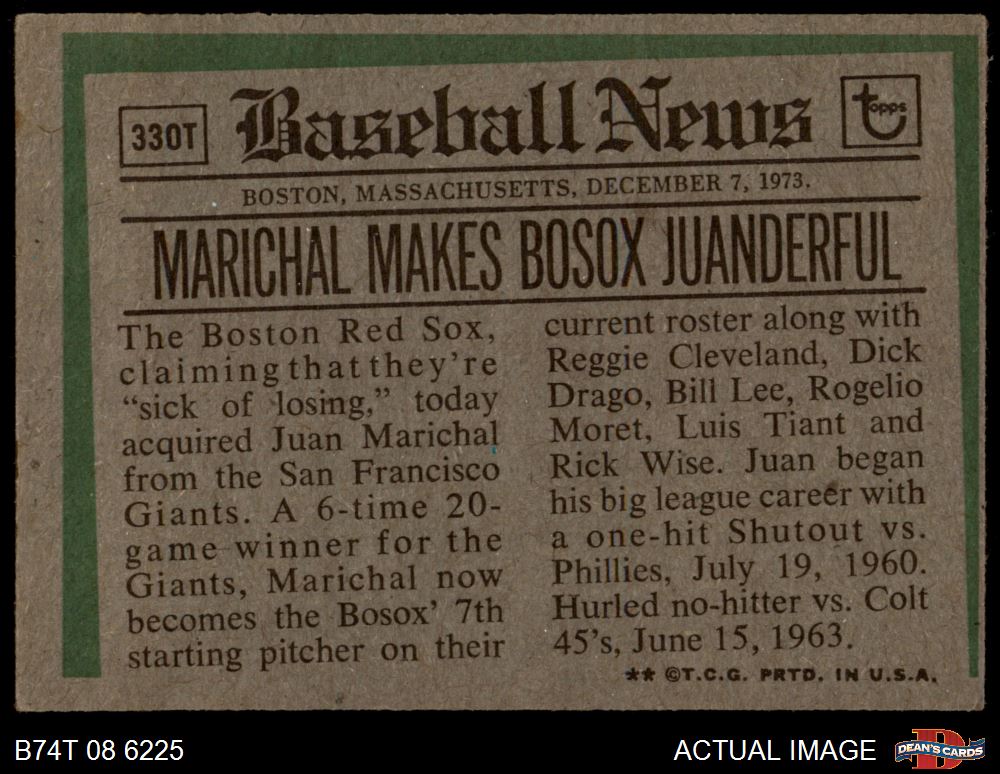 330T
Baseball News
topps
BOSTON, MASSACHUSETTS, DECEMBER 7, 1973.
MARICHAL MAKES BOSOX JUANDERFUL
The Boston Red Sox,
claiming that they're
"sick of losing," today
acquired Juan Marichal
from the San Francisco
Giants. A 6-time 20-
game winner for the
Giants, Marichal now
becomes the Bosox' 7th
starting pitcher on their
current roster along with
Reggie Cleveland, Dick
Drago, Bill Lee, Rogelio
Moret, Luis Tiant and
Rick Wise. Juan began
his big league career with
a one-hit Shutout vs.
Phillies, July 19, 1960.
Hurled no-hitter vs. Colt
45's, June 15, 1963.
** ©T.C.G. PRTD. IN U.S.A.
B74T 08 6225
ACTUAL IMAGE
D
DEAN'S CARDS